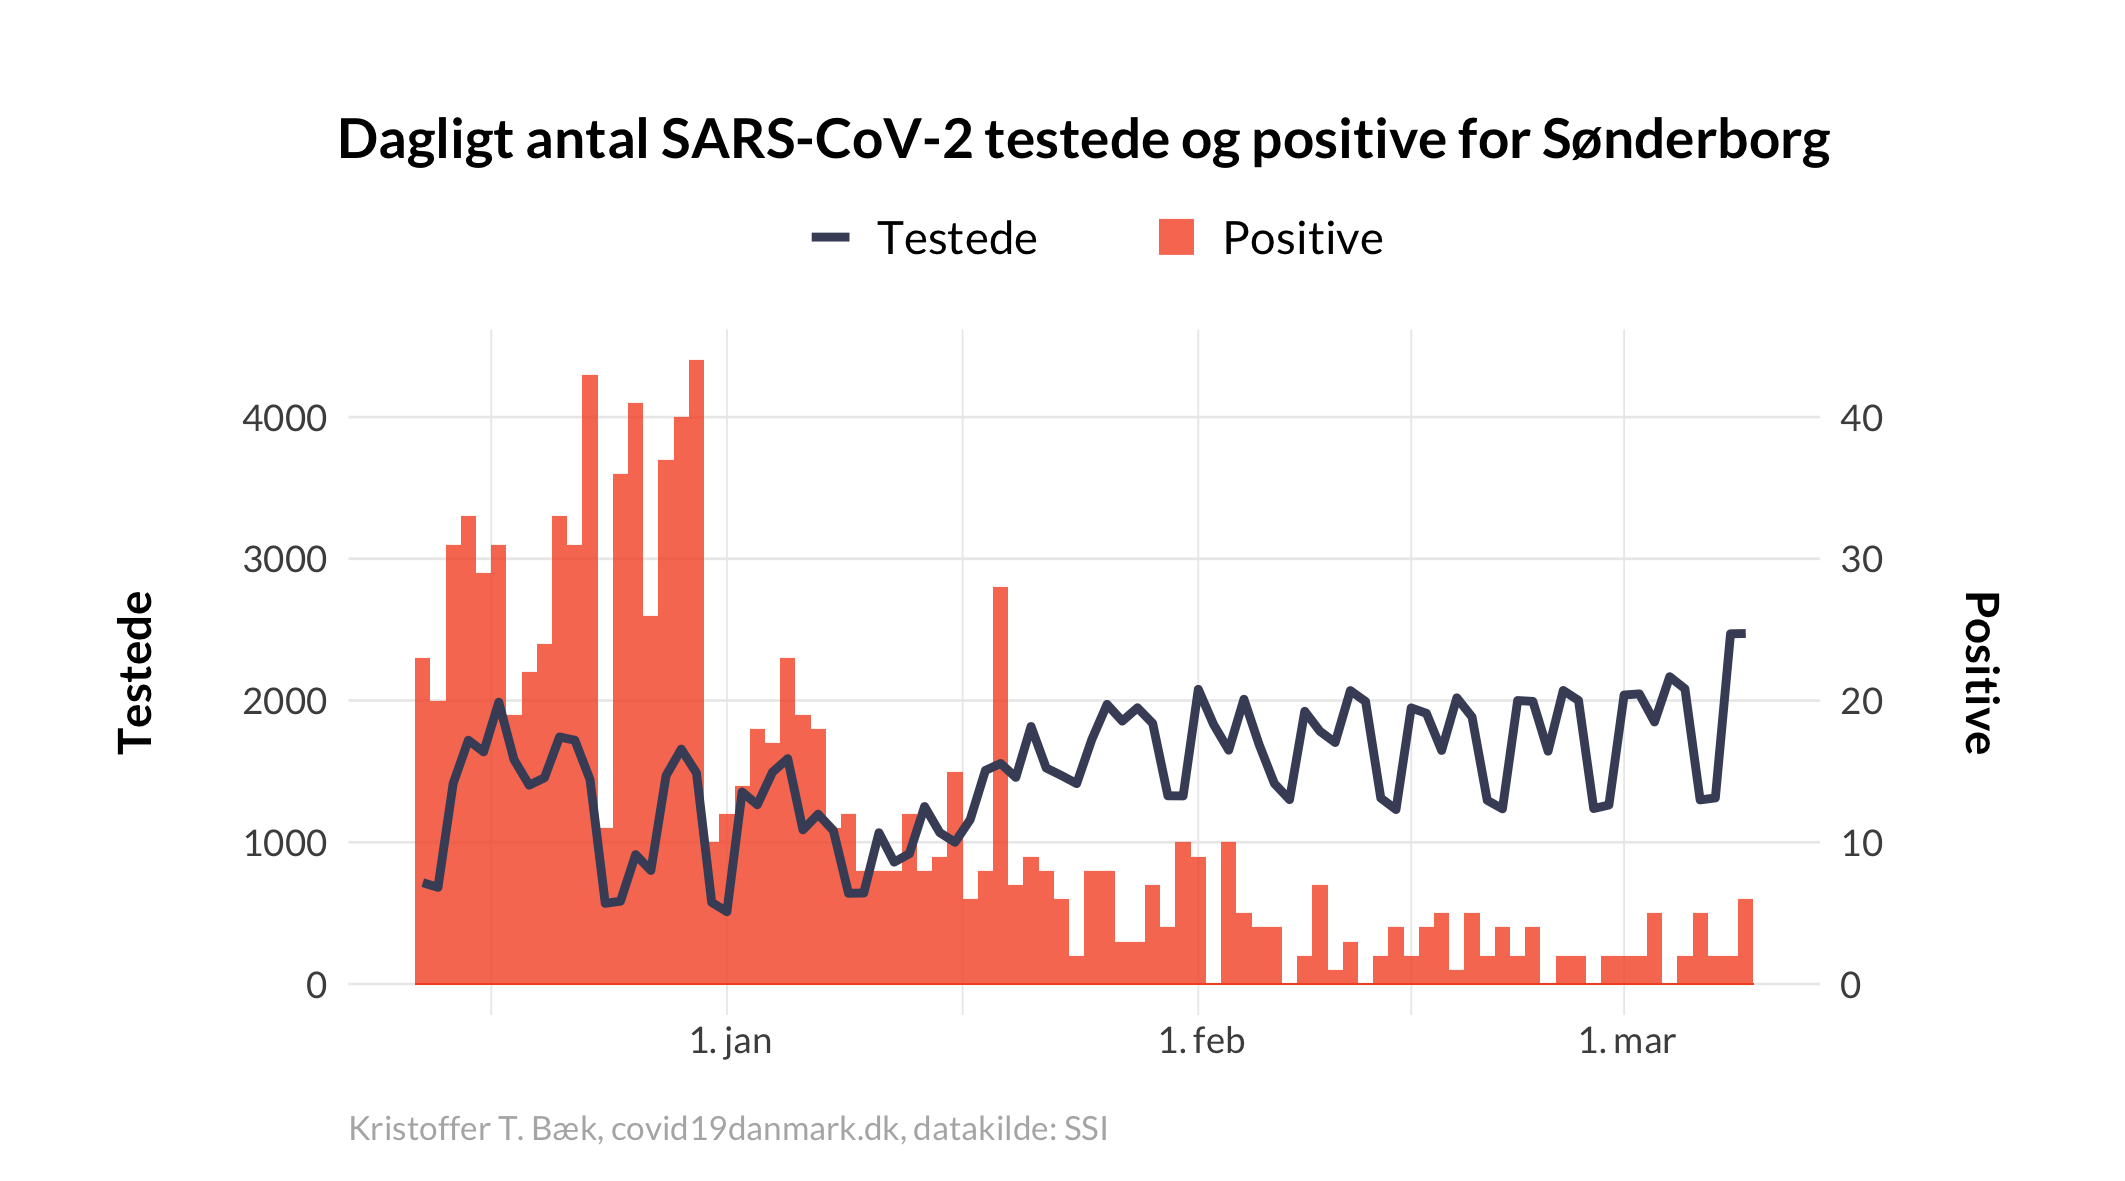 Dagligt antal SARS-CoV-2 testede og positive for Sønderborg
Testede
Positive
4000
3000
2000
1000
0
40
30
20
10
0
Testede
Positive
1. jan
1. feb
1. mar
Kristoffer T. Bæk, covid19danmark.dk, datakilde: SSI